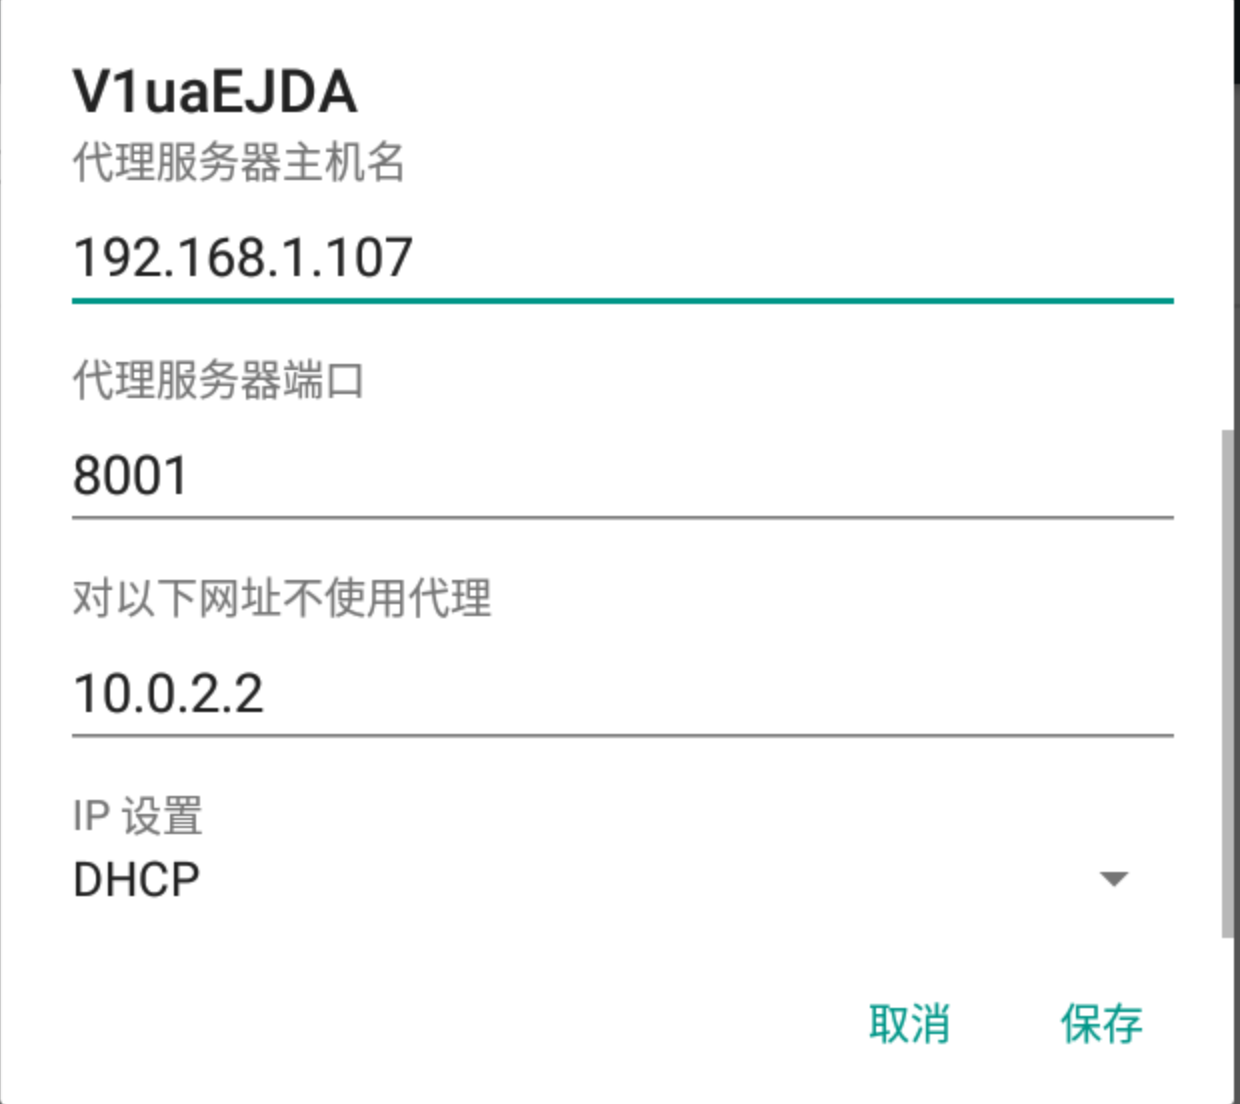 V1uaEJDA
代理服务器主机名
192.168.1.107
代理服务器端口
8001
对以下网址不使用代理
10.0.2.2
IP 设置
DHCP
取消 保存